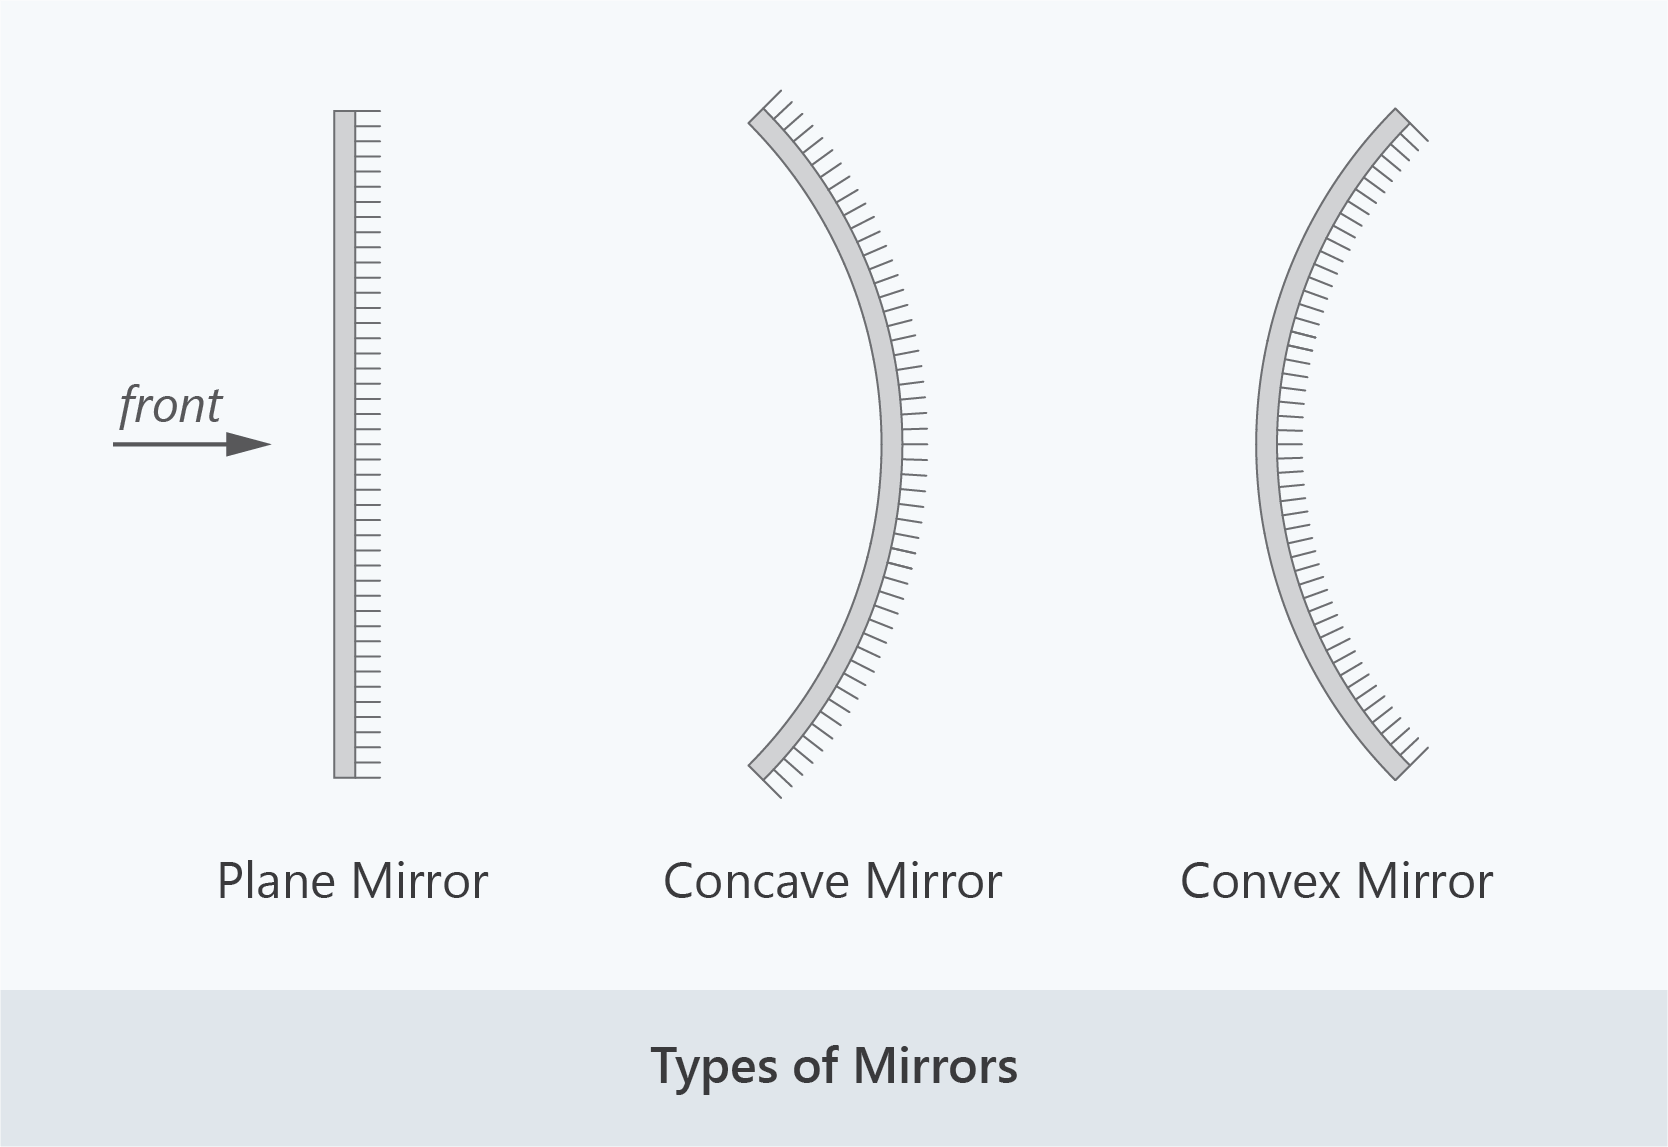 front
Plane Mirror
Concave Mirror
Convex Mirror
Types of Mirrors